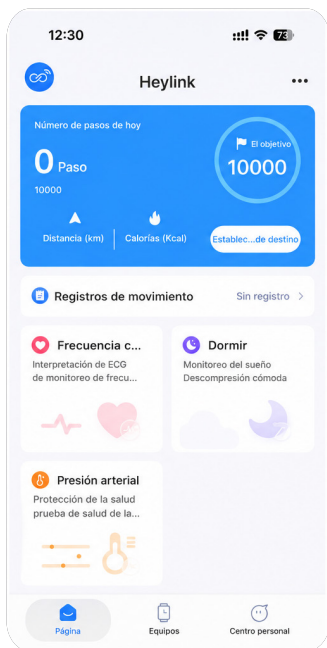 12:30
73
Heylink
Número de pasos de hoy
0 Paso
10000
El objetivo
10000
Distancia (km)
Calorías (Kcal)
Establec...de destino
Registros de movimiento
Sin registro
Frecuencia c...
Interpretación de ECG
de monitoreo de frecu...
Dormir
Monitoreo del sueño
Descompresión cómoda
Presión arterial
Protección de la salud
prueba de salud de la...
Página
Equipos
Centro personal